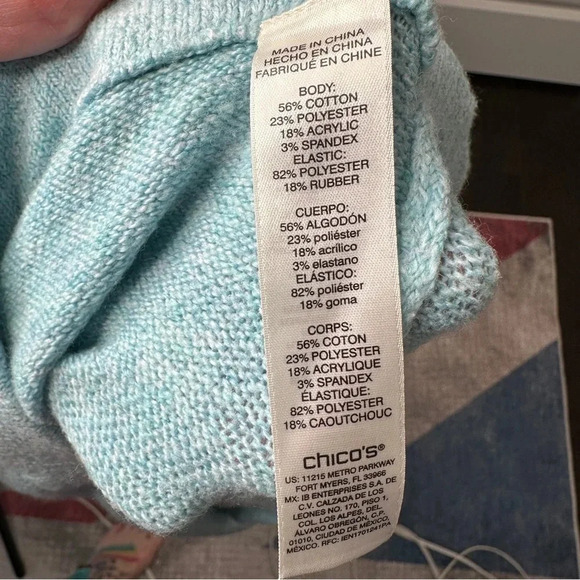 MADE IN CHINA
HECHO EN CHINA
FABRIQUÉ EN CHINE
BODY:
56% COTTON
23% POLYESTER
18% ACRYLIC
3% SPANDEX
ELASTIC:
82% POLYESTER
18% RUBBER
CUERPO:
56% ALGODÓN
23% poliéster
18% acrílico
3% elastano
ELÁSTICO:
82% poliéster
18% goma
CORPS:
56% COTON
23% POLYESTER
18% ACRYLIQUE
3% SPANDEX
ÉLASTIQUE:
82% POLYESTER
18% CAOUTCHOUC
chico's®
US: 11215 METRO PARKWAY
FORT MYERS, FL 33966
MX: IB ENTERPRISES S.A. DE
C.V. CALZADA DE LOS
LEONES NO. 170, PISO 1,
COL. LOS ALPES, DEL.
ÁLVARO OBREGÓN, C.P.
01010, CIUDAD DE MÉXICO,
MÉXICO. RFC: IEN1701241PA